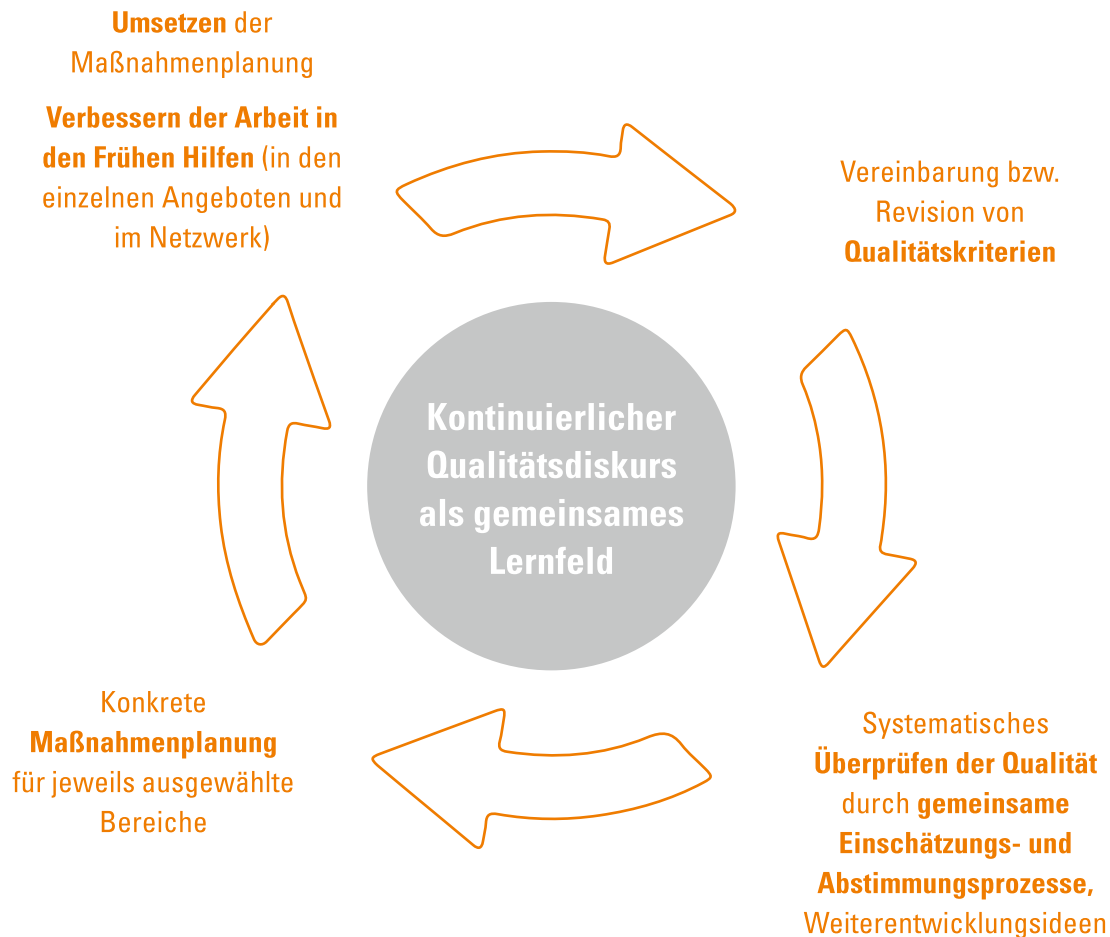 Umsetzen der
Maßnahmenplanung
Verbessern der Arbeit in
den Frühen Hilfen (in den
einzelnen Angeboten und
im Netzwerk)
Vereinbarung bzw.
Revision von
Qualitätskriterien
Kontinuierlicher
Qualitätsdiskurs
als gemeinsames
Lernfeld
Systematisches
Überprüfen der Qualität
durch gemeinsame
Einschätzungs- und
Abstimmungsprozesse,
Weiterentwicklungsideen
Konkrete
Maßnahmenplanung
für jeweils ausgewählte
Bereiche